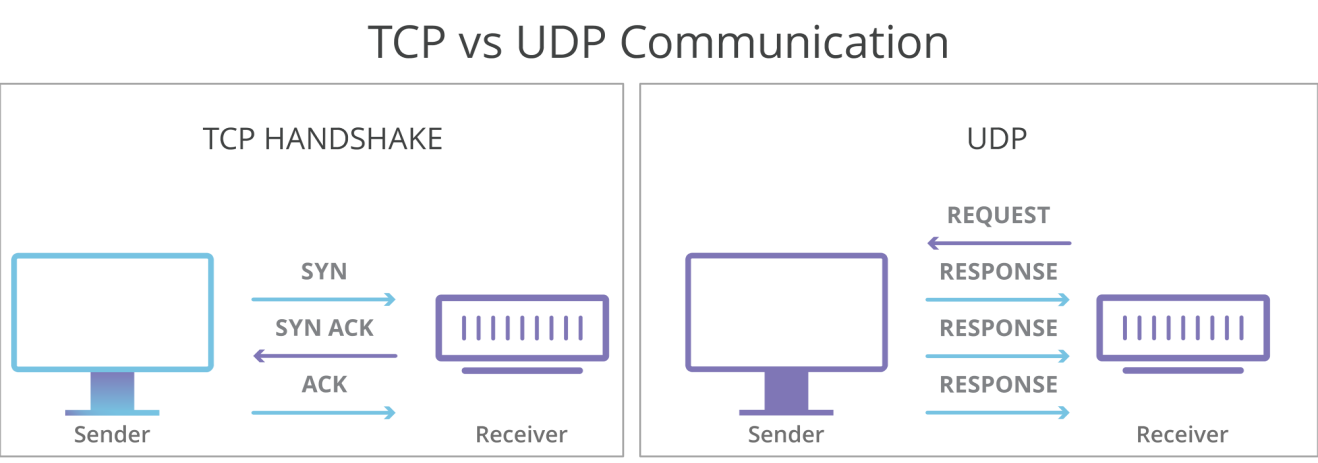 TCP vs UDP Communication
TCP HANDSHAKE
SYN
SYN ACK
ACK
Sender
Receiver
UDP
REQUEST
RESPONSE
RESPONSE
RESPONSE
Sender
Receiver